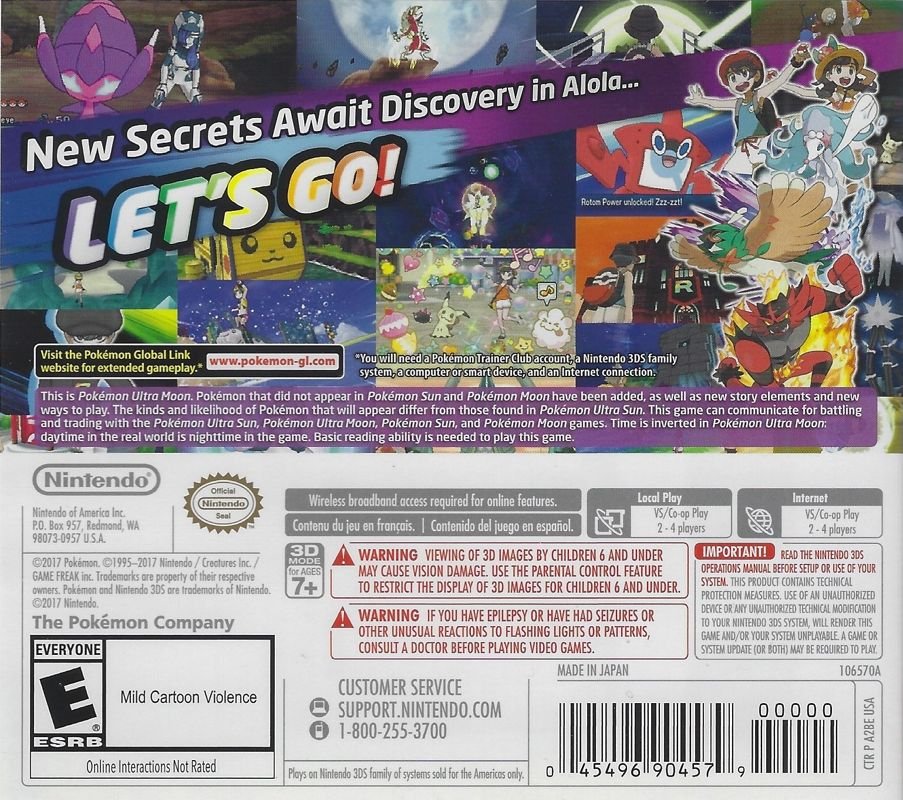 New Secrets Await Discovery in Alola...
LET'S GO!
Rotom Power unlocked! Zzz-zzt!
R
Visit the Pokémon Global Link
website for extended gameplay.*
www.pokemon-gl.com
*You will need a Pokémon Trainer Club account, a Nintendo 3DS family
system, a computer or smart device, and an Internet connection.
This is Pokémon Ultra Moon. Pokémon that did not appear in Pokémon Sun and Pokémon Moon have been added, as well as new story elements and new
ways to play. The kinds and likelihood of Pokémon that will appear differ from those found in Pokémon Ultra Sun. This game can communicate for battling
and trading with the Pokémon Ultra Sun, Pokémon Ultra Moon, Pokémon Sun, and Pokémon Moon games. Time is inverted in Pokémon Ultra Moon:
daytime in the real world is nighttime in the game. Basic reading ability is needed to play this game.
Nintendo®
Nintendo of America Inc.
P.O. Box 957, Redmond, WA
98073-0957 U.S.A.
Official
Nintendo
Seal
Wireless broadband access required for online features.
Contenu du jeu en français. | Contenido del juego en español.
Local Play
VS/Co-op Play
2 - 4 players
Internet
VS/Co-op Play
2 - 4 players
©2017 Pokémon. ©1995–2017 Nintendo / Creatures Inc. /
GAME FREAK inc. Trademarks are property of their respective
owners. Pokémon and Nintendo 3DS are trademarks of Nintendo.
©2017 Nintendo.
The Pokémon Company
3D
MODE
for AGES
7+
WARNING VIEWING OF 3D IMAGES BY CHILDREN 6 AND UNDER
MAY CAUSE VISION DAMAGE. USE THE PARENTAL CONTROL FEATURE
TO RESTRICT THE DISPLAY OF 3D IMAGES FOR CHILDREN 6 AND UNDER.
WARNING IF YOU HAVE EPILEPSY OR HAVE HAD SEIZURES OR
OTHER UNUSUAL REACTIONS TO FLASHING LIGHTS OR PATTERNS,
CONSULT A DOCTOR BEFORE PLAYING VIDEO GAMES.
IMPORTANT! READ THE NINTENDO 3DS
OPERATIONS MANUAL BEFORE SETUP OR USE OF YOUR
SYSTEM. THIS PRODUCT CONTAINS TECHNICAL
PROTECTION MEASURES. USE OF AN UNAUTHORIZED
DEVICE OR ANY UNAUTHORIZED TECHNICAL MODIFICATION
TO YOUR NINTENDO 3DS SYSTEM, WILL RENDER THIS
GAME AND/OR YOUR SYSTEM UNPLAYABLE. A GAME OR
SYSTEM UPDATE (OR BOTH) MAY BE REQUIRED TO PLAY.
EVERYONE
E
®
ESRB
Mild Cartoon Violence
Online Interactions Not Rated
CUSTOMER SERVICE
SUPPORT.NINTENDO.COM
1-800-255-3700
Plays on Nintendo 3DS family of systems sold for the Americas only.
MADE IN JAPAN
106570A
0 45496 90457 9
00000
CTR P A2BE USA